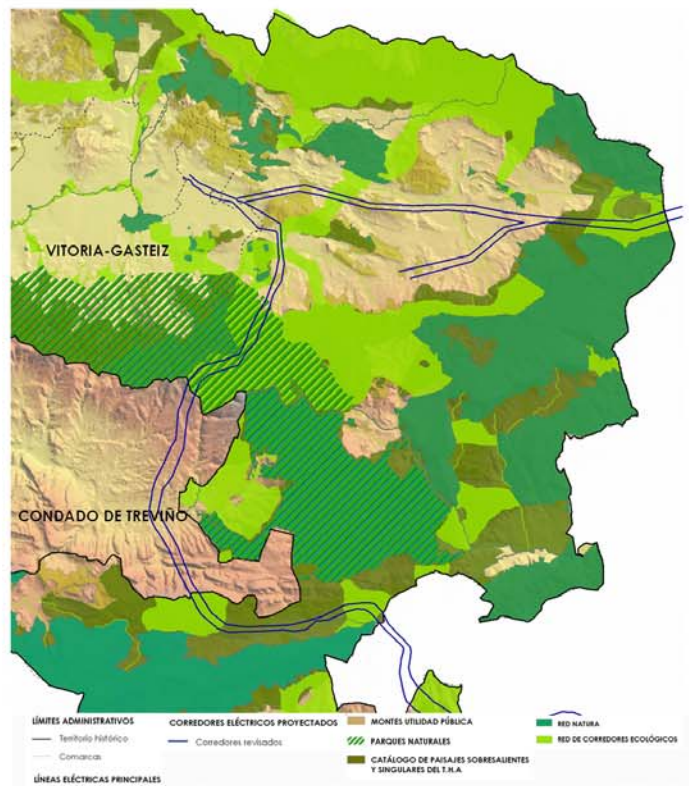 VITORIA-GASTEIZ
CONDADO DE TREVIÑO
LÍMITES ADMINISTRATIVOS
Territorio histórico
Comarcas
LÍNEAS ELÉCTRICAS PRINCIPALES
CORREDORES ELÉCTRICOS PROYECTADOS
Corredores revisados
MONTES UTILIDAD PÚBLICA
PARQUES NATURALES
CATÁLOGO DE PAISAJES SOBRESALIENTES
Y SINGULARES DEL T.H.A
RED NATURA
RED DE CORREDORES ECOLÓGICOS